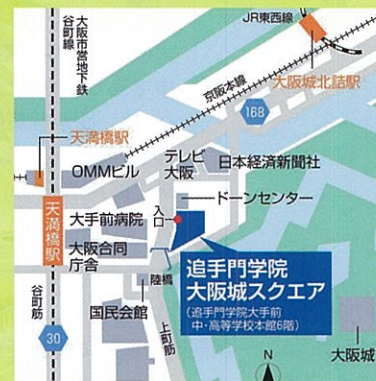 JR東西線
大阪市営地下鉄
谷町線
京阪本線
大阪城北詰駅
168
天満橋駅
OMMビル
テレビ
大阪
日本経済新聞社
ドーンセンター
天満橋駅
大手前病院
入口
大阪合同
庁舎
追手門学院
大阪城スクエア
(追手門学院大手前
中・高等学校本館6階)
陸橋
国民会館
谷町筋
上町筋
30
大阪城
N